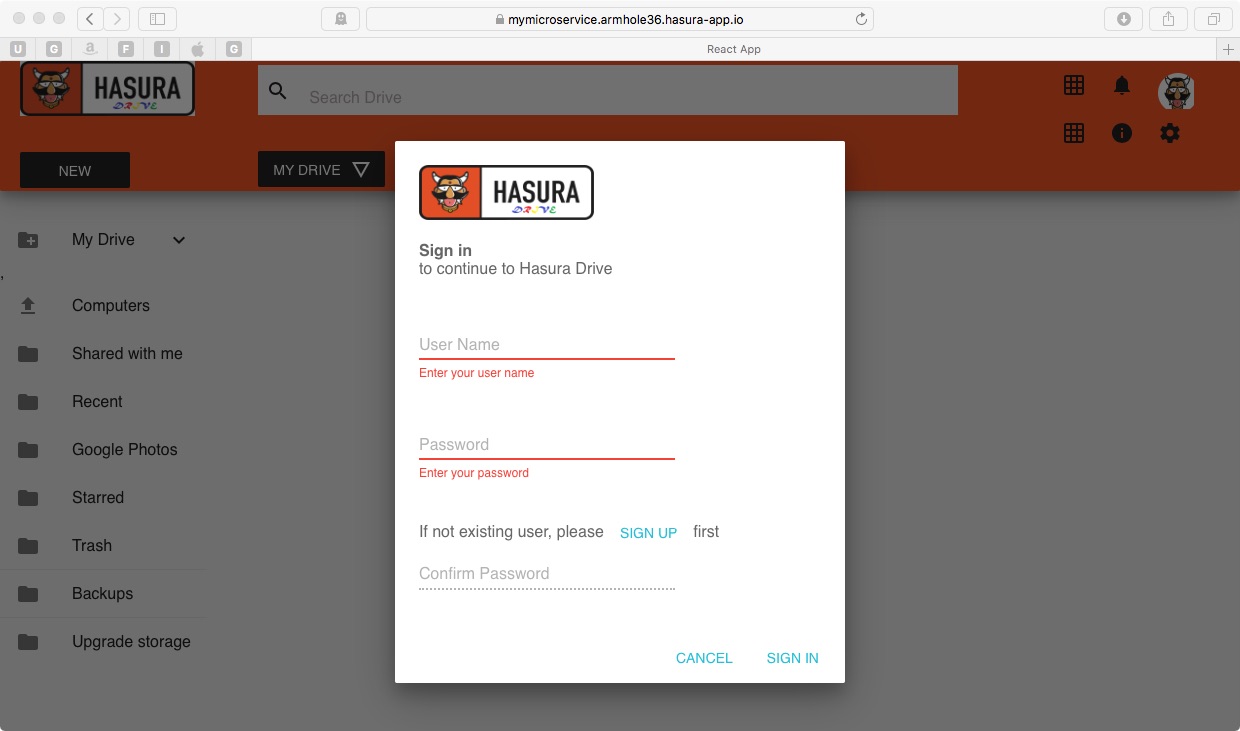 mymicroservice.armhole36.hasura-app.io
U G a F I G React App
HASURA
DRIVE
Search Drive
NEW
MY DRIVE
My Drive
,
Computers
Shared with me
Recent
Google Photos
Starred
Trash
Backups
Upgrade storage
HASURA
DRIVE
Sign in
to continue to Hasura Drive
User Name
Enter your user name
Password
Enter your password
If not existing user, please SIGN UP first
Confirm Password
CANCEL SIGN IN